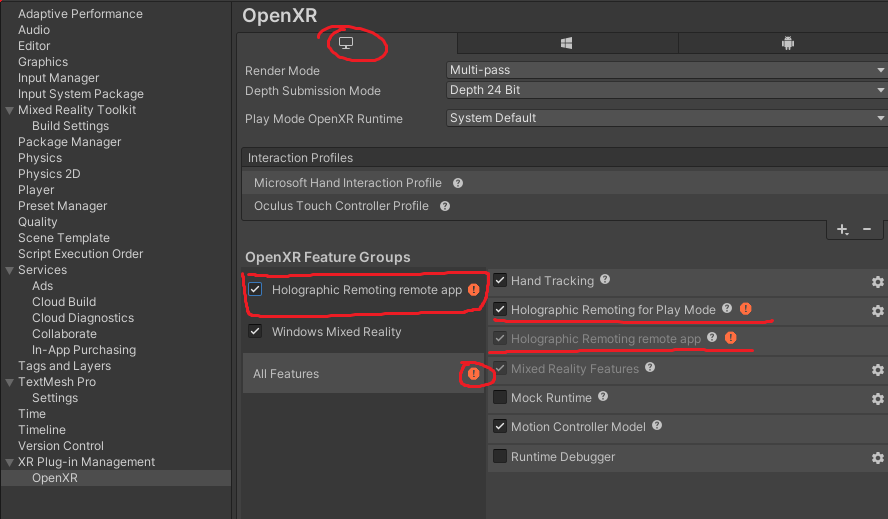 Adaptive Performance
Audio
Editor
Graphics
Input Manager
Input System Package
Mixed Reality Toolkit
Build Settings
Package Manager
Physics
Physics 2D
Player
Preset Manager
Quality
Scene Template
Script Execution Order
Services
Ads
Cloud Build
Cloud Diagnostics
Collaborate
In-App Purchasing
Tags and Layers
TextMesh Pro
Settings
Time
Timeline
Version Control
XR Plug-in Management
OpenXR
OpenXR
Render Mode Multi-pass
Depth Submission Mode Depth 24 Bit
Play Mode OpenXR Runtime System Default
Interaction Profiles
Microsoft Hand Interaction Profile
Oculus Touch Controller Profile
OpenXR Feature Groups
Holographic Remoting remote app
Windows Mixed Reality
All Features
Hand Tracking
Holographic Remoting for Play Mode
Holographic Remoting remote app
Mixed Reality Features
Mock Runtime
Motion Controller Model
Runtime Debugger